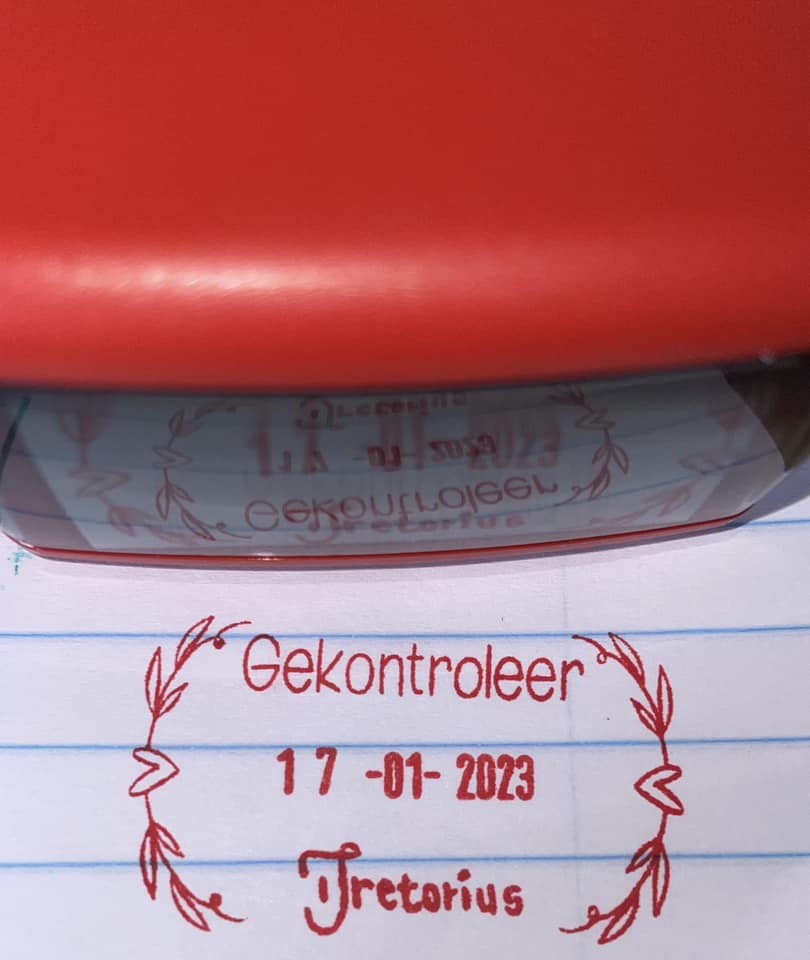 Gekontroleer
17 -01- 2023
Pretorius